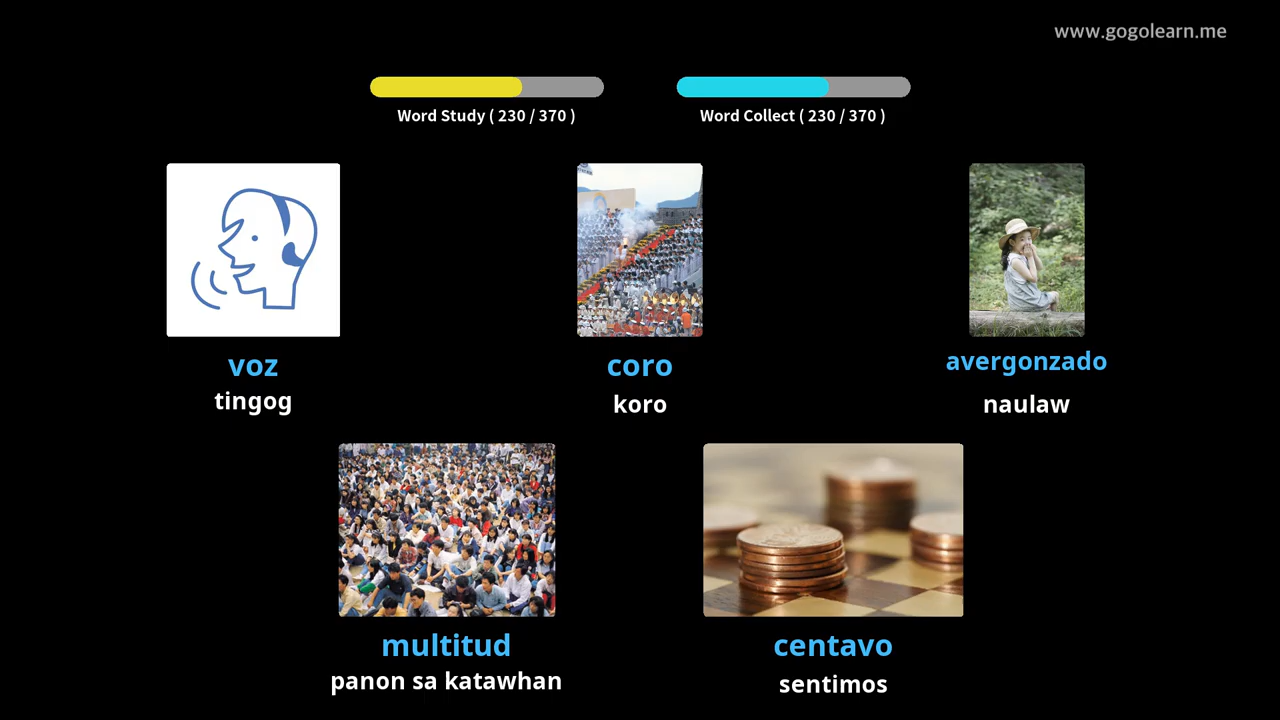 www.gogolearn.me
Word Study ( 230 / 370 )
Word Collect ( 230 / 370 )
voz
tingog
coro
koro
avergonzado
naulaw
multitud
panon sa katawhan
centavo
sentimos